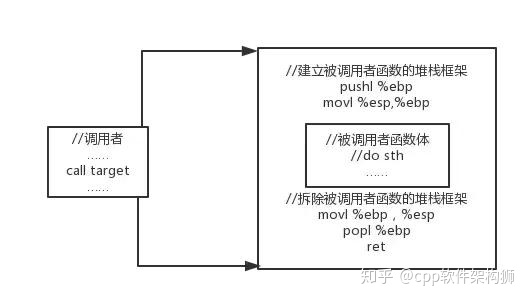 //调用者
……
call target
……
//建立被调用者函数的堆栈框架
pushl %ebp
movl %esp,%ebp
//被调用者函数体
//do sth
……
//拆除被调用者函数的堆栈框架
movl %ebp , %esp
popl %ebp
ret
知乎 @cpp软件架构狮